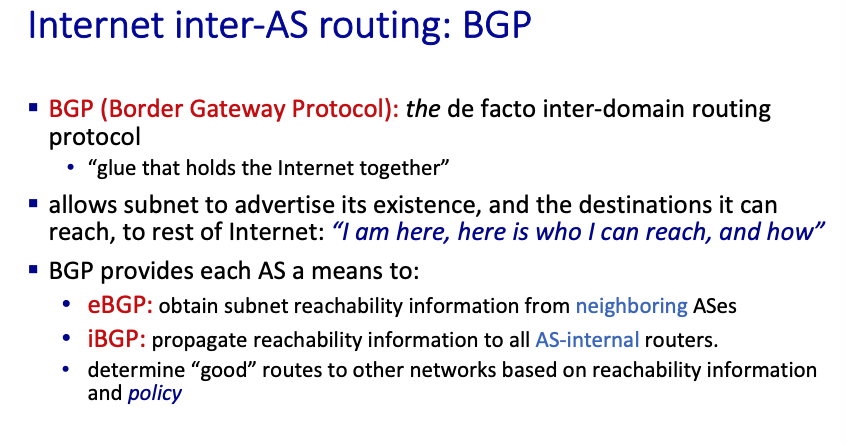 Internet inter-AS routing: BGP
▪ BGP (Border Gateway Protocol): the de facto inter-domain routing
protocol
• “glue that holds the Internet together”
▪ allows subnet to advertise its existence, and the destinations it can
reach, to rest of Internet: “I am here, here is who I can reach, and how”
▪ BGP provides each AS a means to:
• eBGP: obtain subnet reachability information from neighboring ASes
• iBGP: propagate reachability information to all AS-internal routers.
• determine “good” routes to other networks based on reachability information
and policy